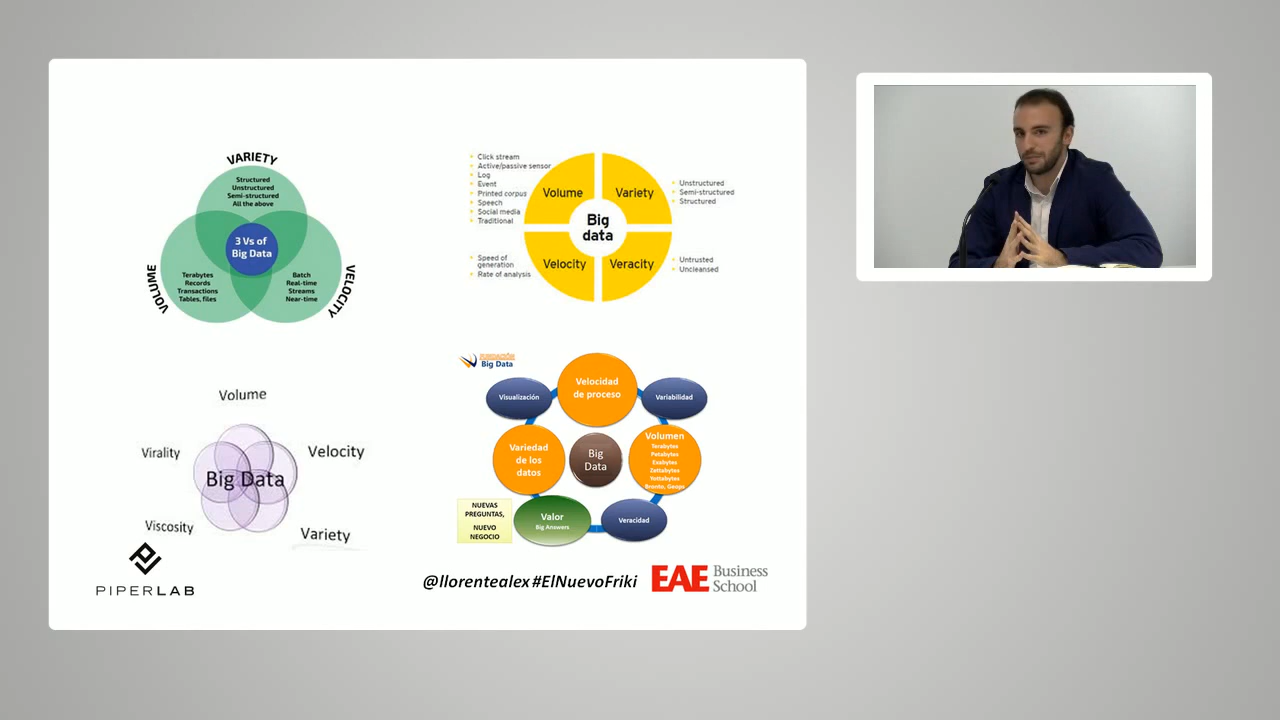 VARIETY
Structured
Unstructured
Semi-structured
All the above
3 Vs of
Big Data
VOLUME
Terabytes
Records
Transactions
Tables, files
VELOCITY
Batch
Real-time
Streams
Near-time
Click stream
Active/passive sensor
Log
Event
Printed corpus
Speech
Social media
Traditional
Volume
Variety
Unstructured
Semi-structured
Structured
Big
data
Speed of
generation
Rate of analysis
Velocity
Veracity
Untrusted
Uncleansed
Volume
Virality
Velocity
Big Data
Viscosity
Variety
FUNDACIÓN
Big Data
Velocidad
de proceso
Visualización
Variabilidad
Variedad
de los
datos
Big
Data
Volumen
Terabytes
Petabytes
Exabytes
Zettabytes
Yottabytes
Bronto, Geop
NUEVAS
PREGUNTAS,
NUEVO
NEGOCIO
Valor
Big Answers
Veracidad
PIPERLAB
@llorentealex #ElNuevoFriki
EAE Business
School